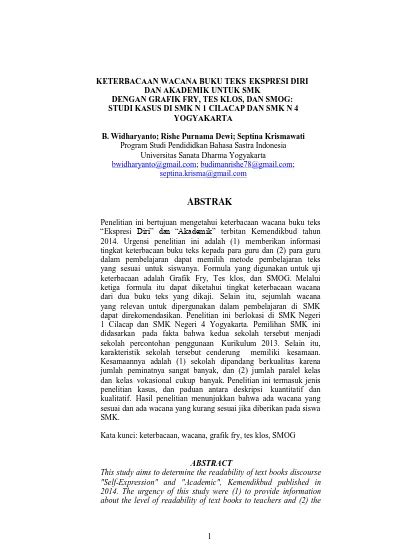 KETERBACAAN WACANA BUKU TEKS EKSPRESI DIRI
DAN AKADEMIK UNTUK SMK
DENGAN GRAFIK FRY, TES KLOS, DAN SMOG:
STUDI KASUS DI SMK N 1 CILACAP DAN SMK N 4
YOGYAKARTA
B. Widharyanto; Rishe Purnama Dewi; Septina Krismawati
Program Studi Pendididkan Bahasa Sastra Indonesia
Universitas Sanata Dharma Yogyakarta
bwidharyanto@gmail.com; budimanrishe78@gmail.com;
septina.krisma@gmail.com
ABSTRAK
Penelitian ini bertujuan mengetahui keterbacaan wacana buku teks
“Ekspresi Diri” dan “Akademik” terbitan Kemendikbud tahun
2014. Urgensi penelitian ini adalah (1) memberikan informasi
tingkat keterbacaan buku teks kepada para guru dan (2) para guru
dalam pembelajaran dapat memilih metode pembelajaran teks
yang sesuai untuk siswanya. Formula yang digunakan untuk uji
keterbacaan adalah Grafik Fry, Tes klos, dan SMOG. Melalui
ketiga formula itu dapat diketahui tingkat keterbacaan wacana
dari dua buku teks yang dikaji. Selain itu, sejumlah wacana
yang relevan untuk dipergunakan dalam pembelajaran di SMK
dapat direkomendasikan. Penelitian ini berlokasi di SMK Negeri
1 Cilacap dan SMK Negeri 4 Yogyakarta. Pemilihan SMK ini
didasarkan pada fakta bahwa kedua sekolah tersebut menjadi
sekolah percontohan penggunaan Kurikulum 2013. Selain itu,
karakteristik sekolah tersebut cenderung memiliki kesamaan.
Kesamaannya adalah (1) sekolah dipandang berkualitas karena
jumlah peminatnya sangat banyak, dan (2) jumlah paralel kelas
dan kelas vokasional cukup banyak. Penelitian ini termasuk jenis
penelitian kasus, dan paduan antara deskripsi kuantitatif dan
kualitatif. Hasil penelitian menunjukkan bahwa ada wacana yang
sesuai dan ada wacana yang kurang sesuai jika diberikan pada siswa
SMK.
Kata kunci: keterbacaan, wacana, grafik fry, tes klos, SMOG
ABSTRACT
This study aims to determine the readability of text books discourse
"Self-Expression" and "Academic", Kemendikbud published in
2014. The urgency of this study were (1) to provide information
about the level of readability of text books to teachers and (2) the
1